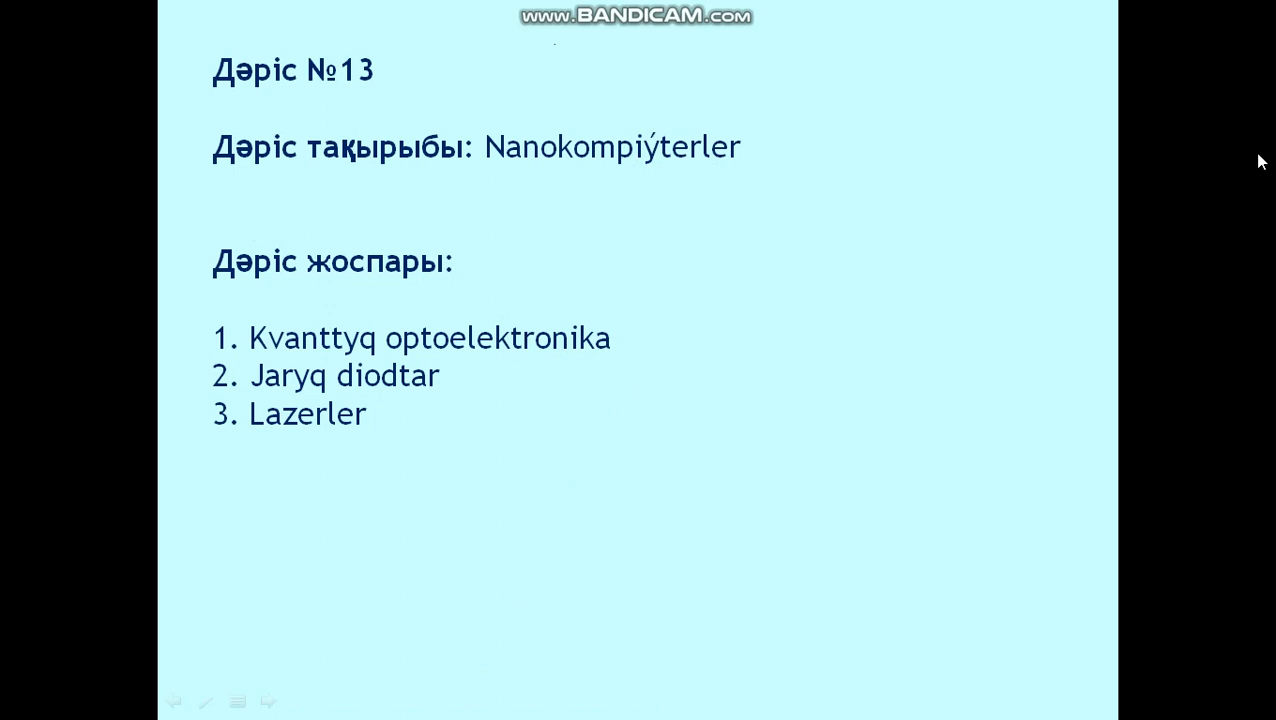 www.BANDICAM.com
Дәріс №13
Дәріс тақырыбы: Nanokompiýterler
Дәріс жоспары:
1. Kvanttyq optoelektronika
2. Jaryq diodtar
3. Lazerler